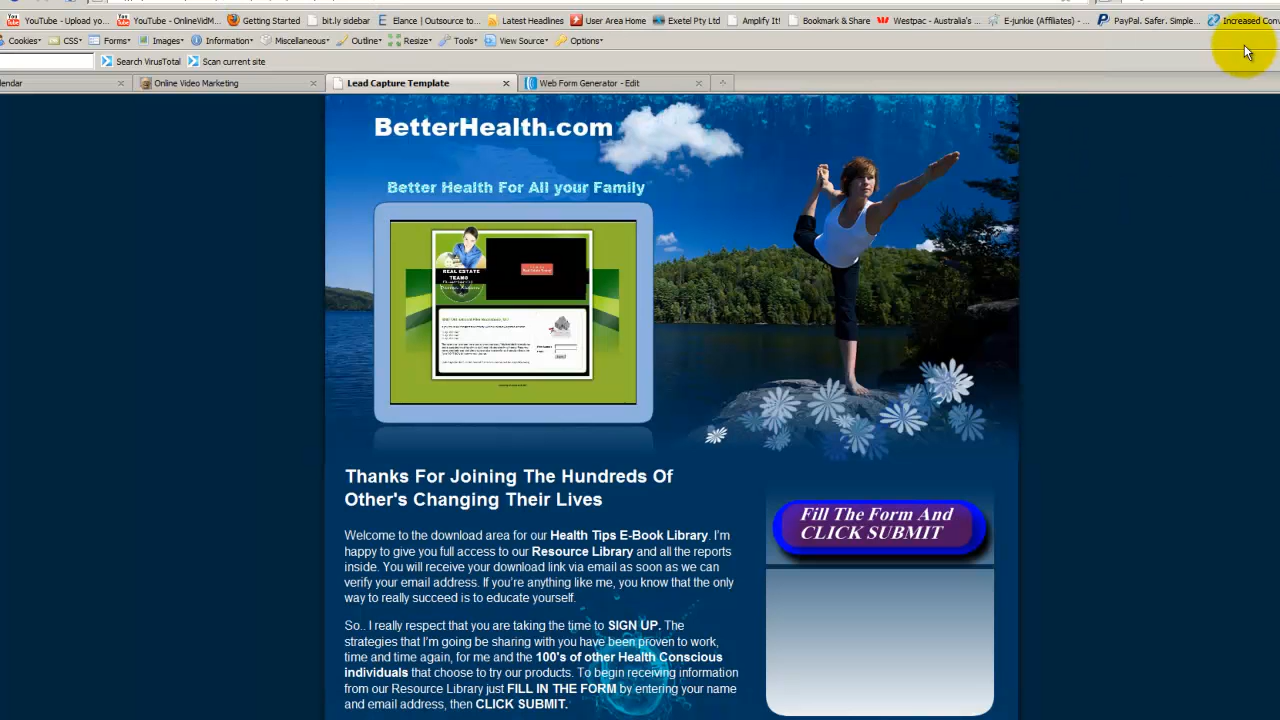 YouTube - Upload yo... YouTube - OnlineVidM... Getting Started bit.ly sidebar Elance | Outsource to... Latest Headlines User Area Home Exetel Pty Ltd Amplify It! Bookmark & Share Westpac - Australia's ... E-junkie (Affiliates) - ... PayPal. Safer. Simple.... Increased Con
Cookies CSS Forms Images Information Miscellaneous Outline Resize Tools View Source Options
Search VirusTotal Scan current site
endar Online Video Marketing Lead Capture Template Web Form Generator - Edit
BetterHealth.com
Better Health For All your Family
REAL ESTATE
TEAMS
Thanks For Joining The Hundreds Of
Other's Changing Their Lives
Fill The Form And
CLICK SUBMIT
Welcome to the download area for our Health Tips E-Book Library. I'm
happy to give you full access to our Resource Library and all the reports
inside. You will receive your download link via email as soon as we can
verify your email address. If you're anything like me, you know that the only
way to really succeed is to educate yourself.
So.. I really respect that you are taking the time to SIGN UP. The
strategies that I'm going be sharing with you have been proven to work,
time and time again, for me and the 100's of other Health Conscious
individuals that choose to try our products. To begin receiving information
from our Resource Library just FILL IN THE FORM by entering your name
and email address, then CLICK SUBMIT.